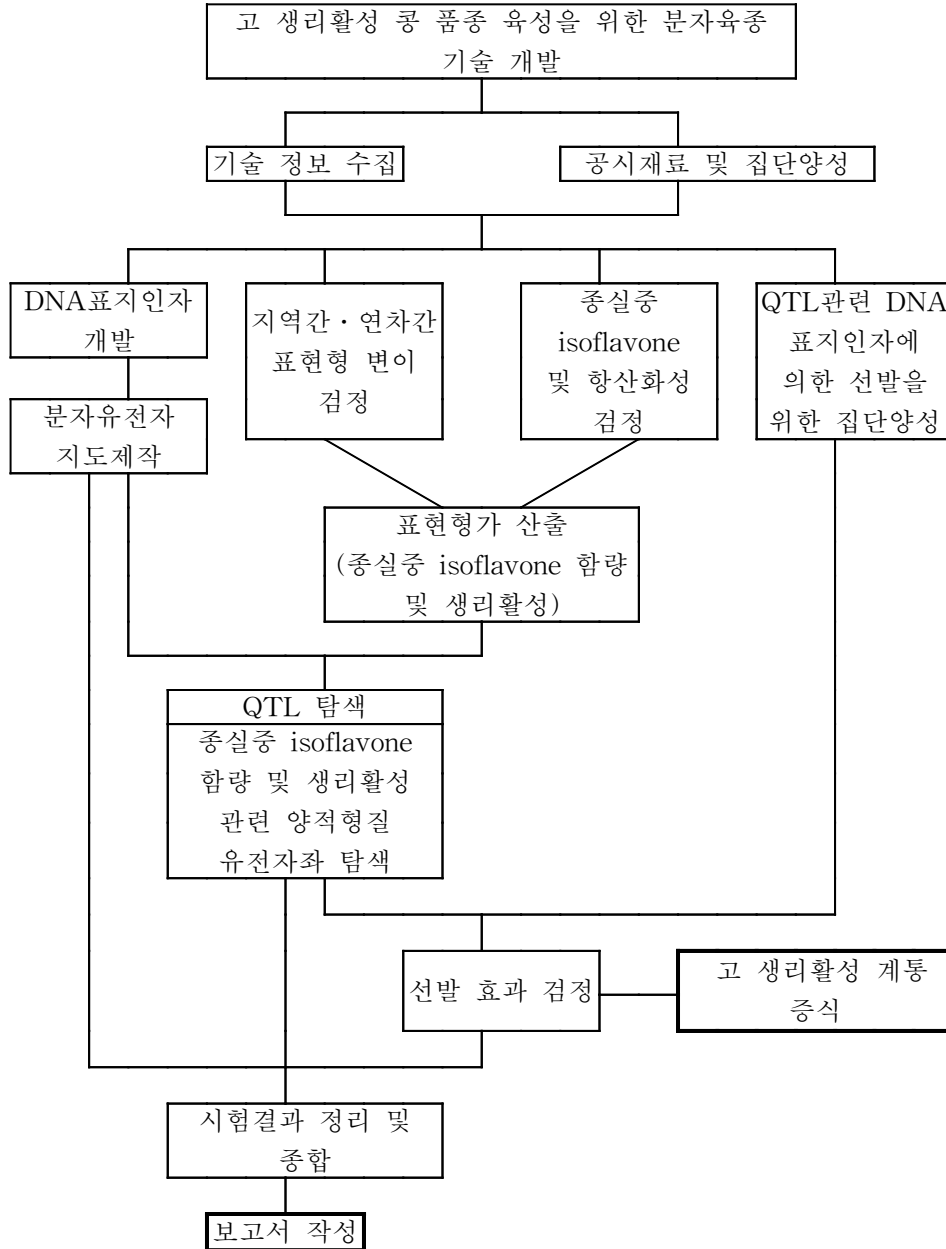 고 생리활성 콩 품종 육성을 위한 분자육종
기술 개발
기술 정보 수집
공시재료 및 집단양성
DNA표지인자
개발
지역간·연차간
표현형 변이
검정
종실중
isoflavone
및 항산화성
검정
QTL관련 DNA
표지인자에
의한 선발을
위한 집단양성
분자유전자
지도제작
표현형가 산출
(종실중 isoflavone 함량
및 생리활성)
QTL 탐색
종실중 isoflavone
함량 및 생리활성
관련 양적형질
유전자좌 탐색
선발 효과 검정
고 생리활성 계통
증식
시험결과 정리 및
종합
보고서 작성